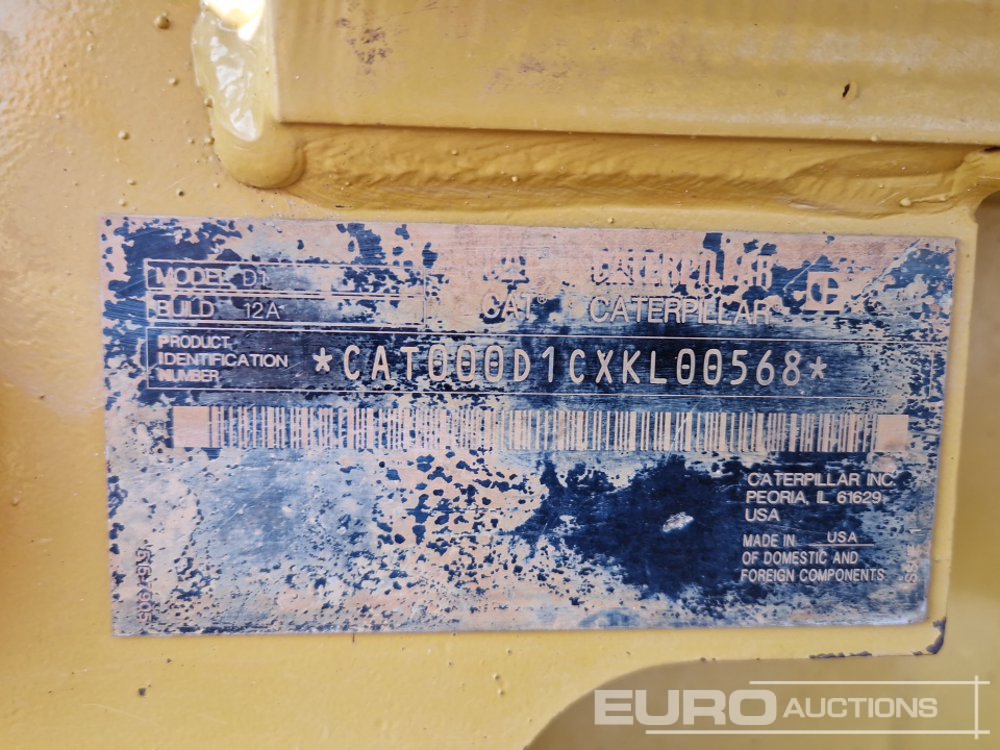 MODEL D1
BUILD 12A
CAT CATERPILLAR
CAT® CATERPILLAR
PRODUCT
IDENTIFICATION
NUMBER
*CAT000D1CXKL00568*
CATERPILLAR INC.
PEORIA, IL 61629
USA
MADE IN USA
OF DOMESTIC AND
FOREIGN COMPONENTS
EURO AUCTIONS